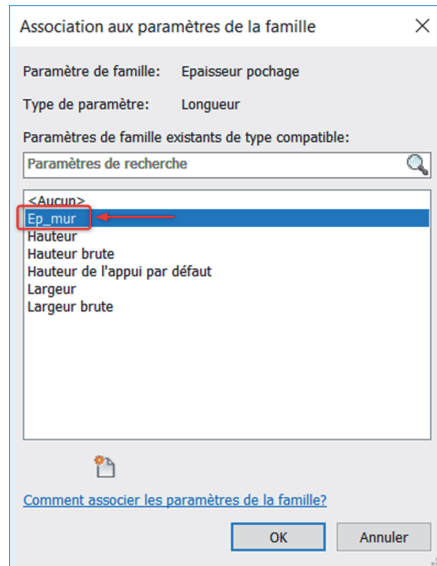 Association aux paramètres de la famille
Paramètre de famille: Epaisseur pochage
Type de paramètre: Longueur
Paramètres de famille existants de type compatible:
Paramètres de recherche
<Aucun>
Ep_mur
Hauteur
Hauteur brute
Hauteur de l'appui par défaut
Largeur
Largeur brute
Comment associer les paramètres de la famille?
OK Annuler